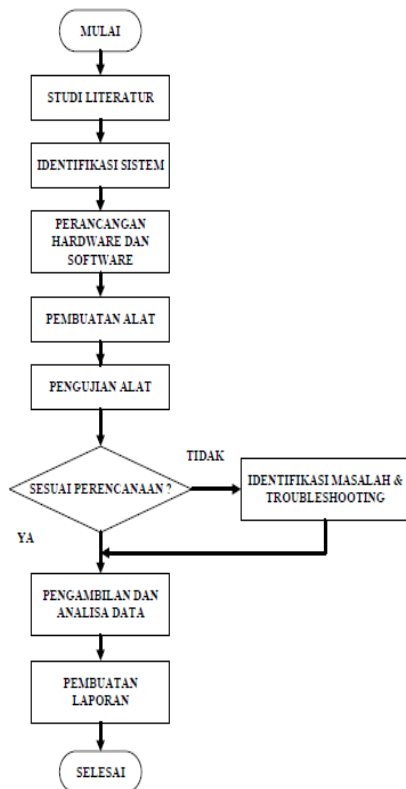 MULAI
STUDI LITERATUR
IDENTIFIKASI SISTEM
PERANCANGAN
HARDWARE DAN
SOFTWARE
PEMBUATAN ALAT
PENGUJIAN ALAT
SESUAI PERENCANAAN ?
TIDAK
IDENTIFIKASI MASALAH &
TROUBLESHOOTING
YA
PENGAMBILAN DAN
ANALISA DATA
PEMBUATAN
LAPORAN
SELESAI